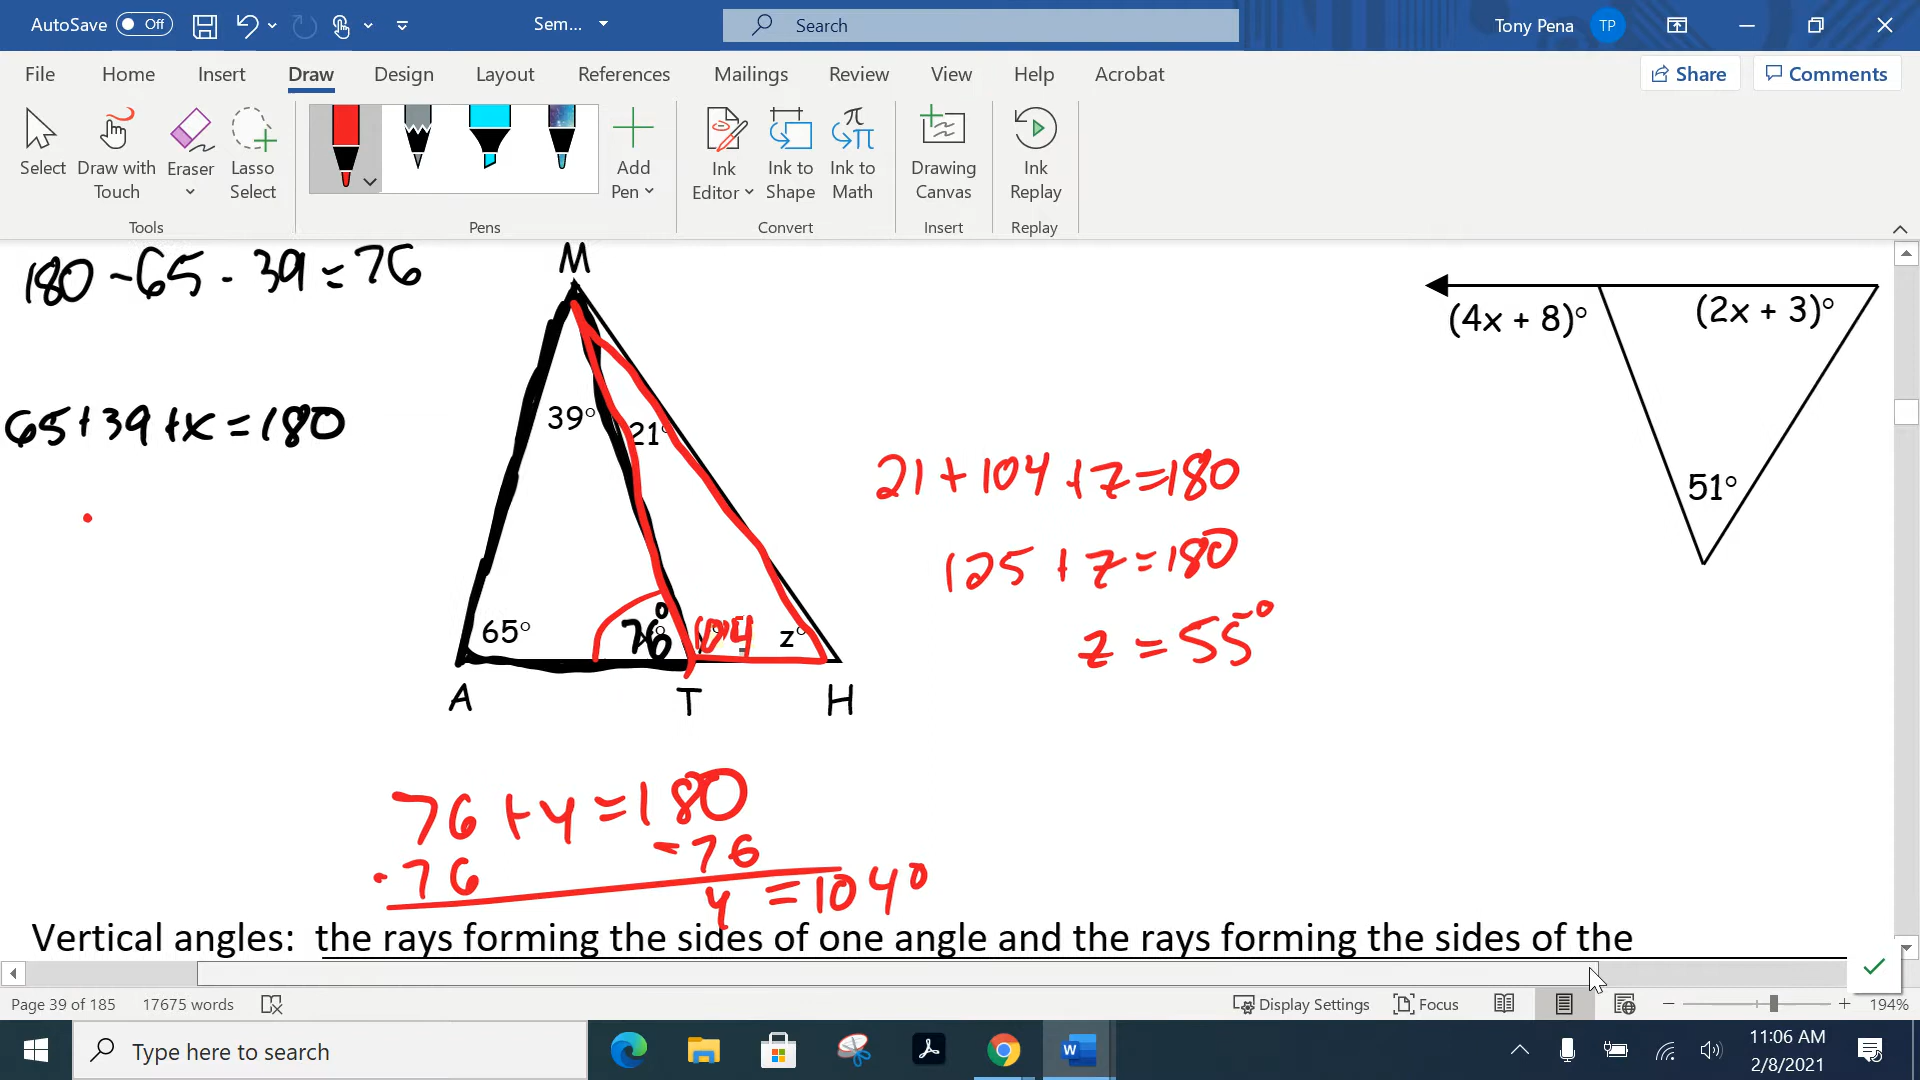 AutoSave Off Sem... Search Tony Pena TP
File Home Insert Draw Design Layout References Mailings Review View Help Acrobat Share Comments
Select Draw with Touch Eraser Lasso Select Add Pen Ink Editor Ink to Shape Ink to Math Drawing Canvas Ink Replay
Tools Pens Convert Insert Replay
180 - 65 - 39 = 76
65 + 39 + x = 180
M
39°
21°
65°
76°
104
z°
A
T
H
21 + 104 + z = 180
125 + z = 180
z = 55°
(4x + 8)°
(2x + 3)°
51°
76 + y = 180
- 76 - 76
y = 104°
Vertical angles: the rays forming the sides of one angle and the rays forming the sides of the
Page 39 of 185 17675 words Display Settings Focus 194%
Type here to search
11:06 AM
2/8/2021